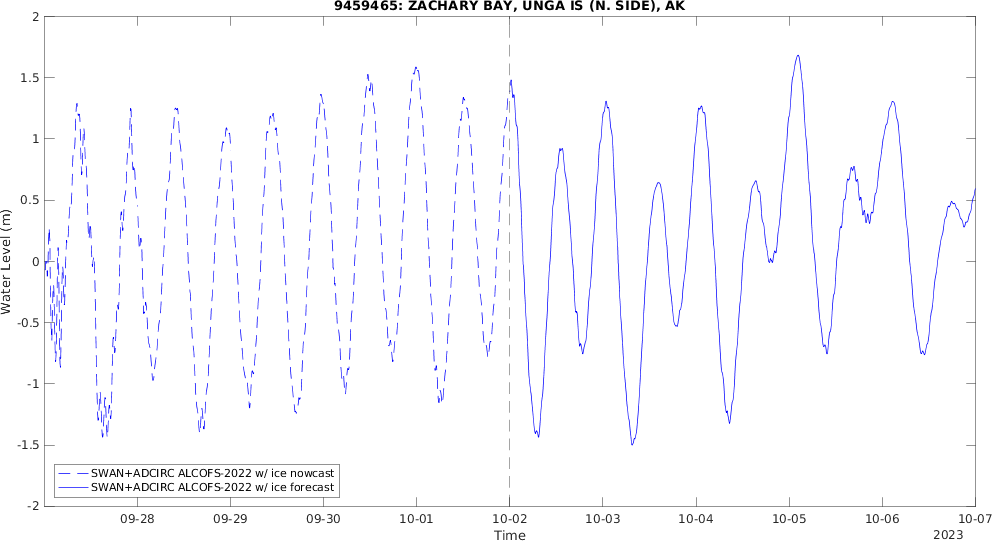 9459465: ZACHARY BAY, UNGA IS (N. SIDE), AK
2
1.5
1
0.5
0
-0.5
-1
-1.5
-2
Water Level (m)
SWAN+ADCIRC ALCOFS-2022 w/ ice nowcast
SWAN+ADCIRC ALCOFS-2022 w/ ice forecast
09-28 09-29 09-30 10-01 10-02 10-03 10-04 10-05 10-06 10-07
Time
2023